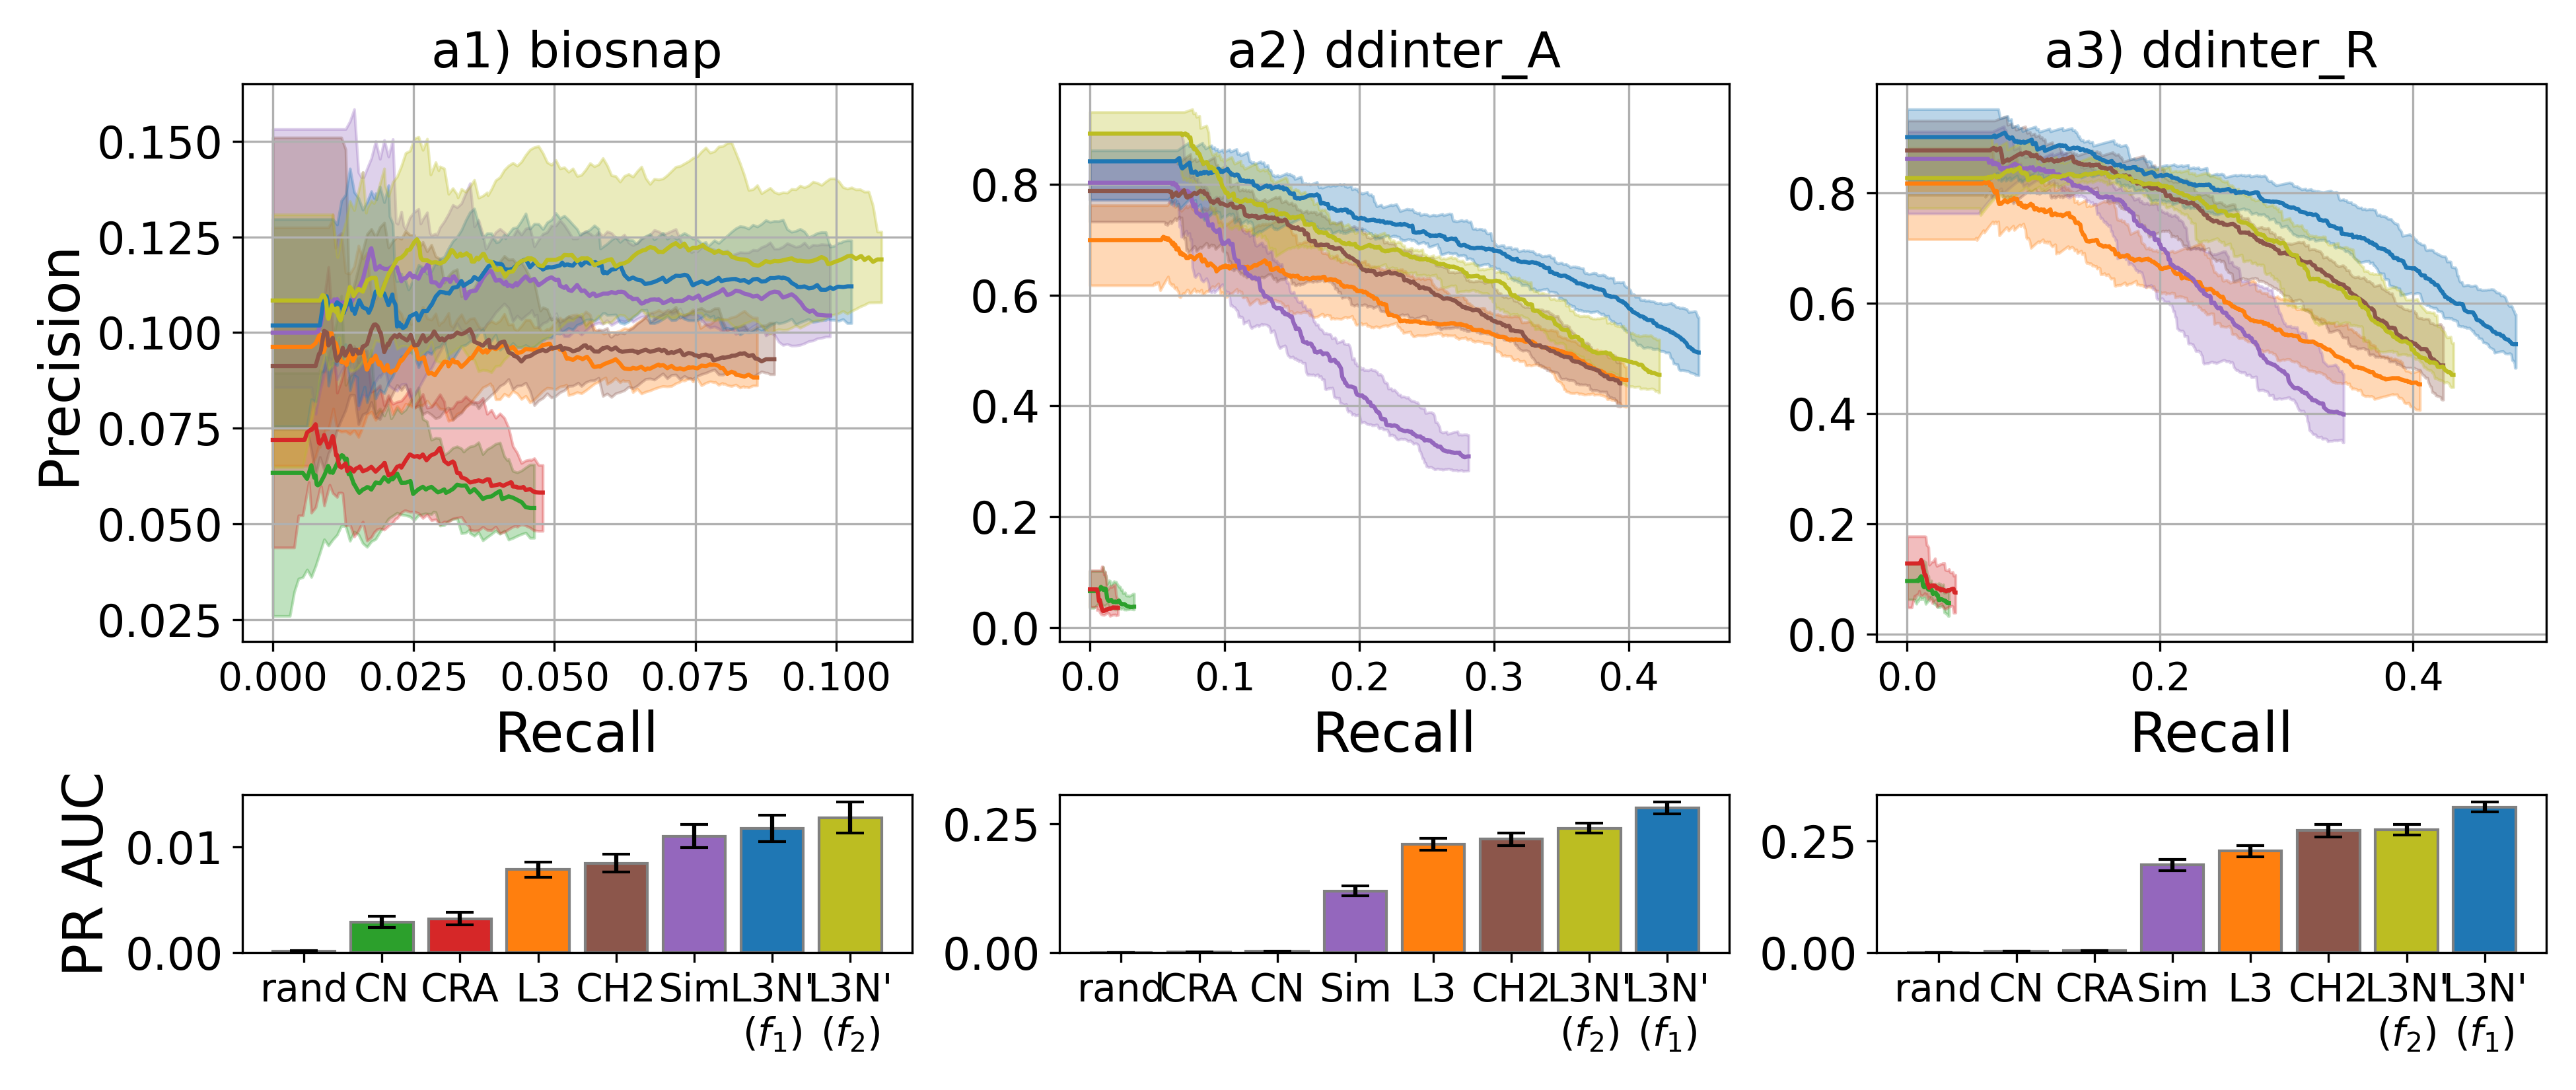 a1) biosnap
a2) ddinter_A
a3) ddinter_R
Precision
0.150
0.125
0.100
0.075
0.050
0.025
0.000 0.025 0.050 0.075 0.100
Recall
0.8
0.6
0.4
0.2
0.0
0.0 0.1 0.2 0.3 0.4
Recall
0.8
0.6
0.4
0.2
0.0
0.0 0.2 0.4
Recall
PR AUC
0.01
0.00
rand CN CRA L3 CH2 Sim L3N' L3N'
(f₁) (f₂)
0.25
0.00
rand CRA CN Sim L3 CH2 L3N' L3N'
(f₂) (f₁)
0.25
0.00
rand CN CRA Sim L3 CH2 L3N' L3N'
(f₂) (f₁)